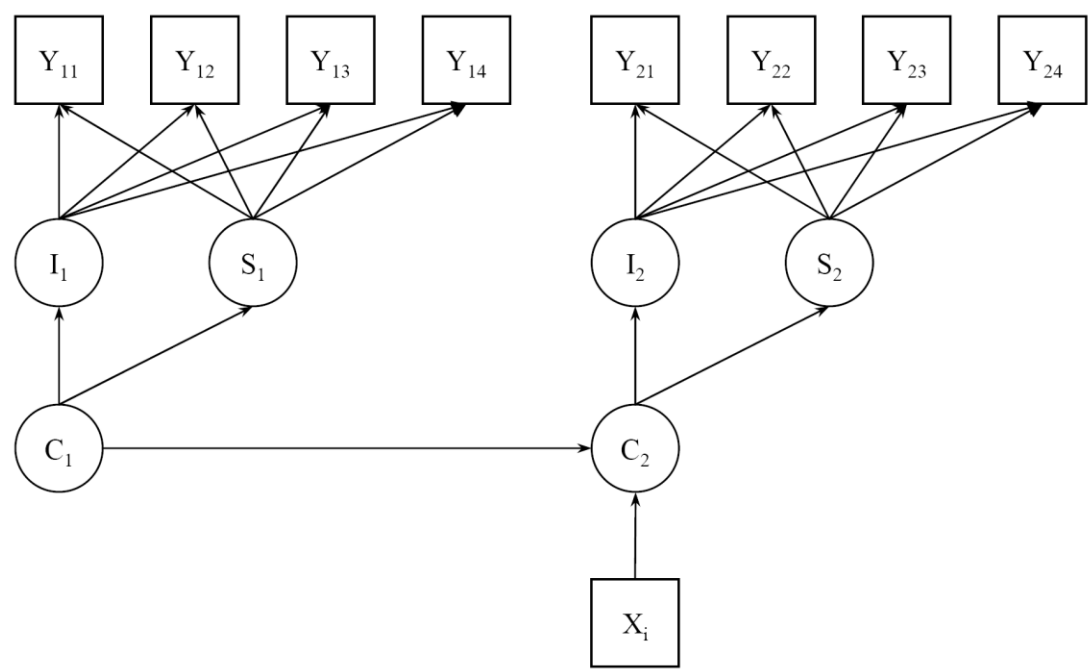 Y₁₁ Y₁₂ Y₁₃ Y₁₄ Y₂₁ Y₂₂ Y₂₃ Y₂₄
I₁ S₁ I₂ S₂
C₁ C₂
Xᵢ